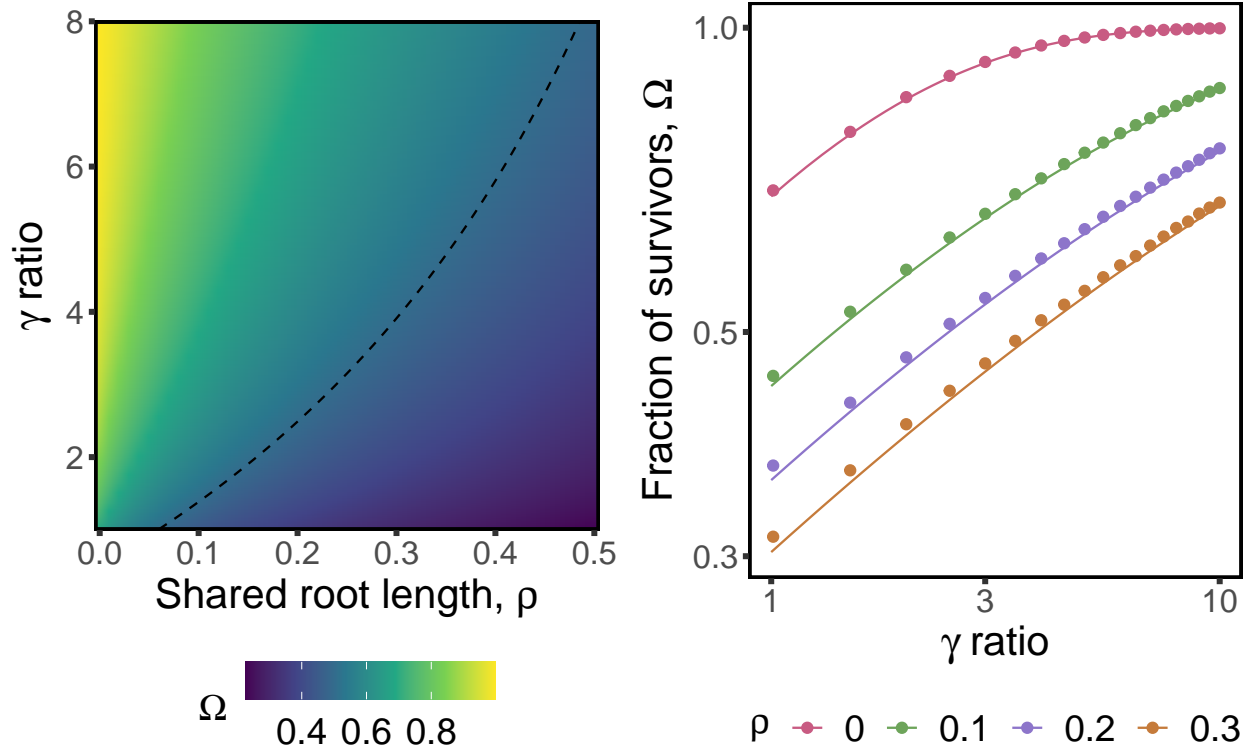 8
6
4
2
γ ratio
0.0 0.1 0.2 0.3 0.4 0.5
Shared root length, ρ
Ω
0.4 0.6 0.8
1.0
0.5
0.3
Fraction of survivors, Ω
1 3 10
γ ratio
ρ 0 0.1 0.2 0.3